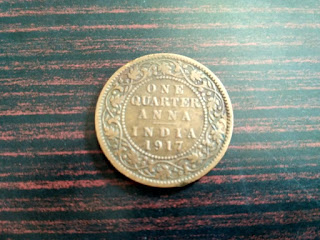 ONE
QUARTER
ANNA
INDIA
1917